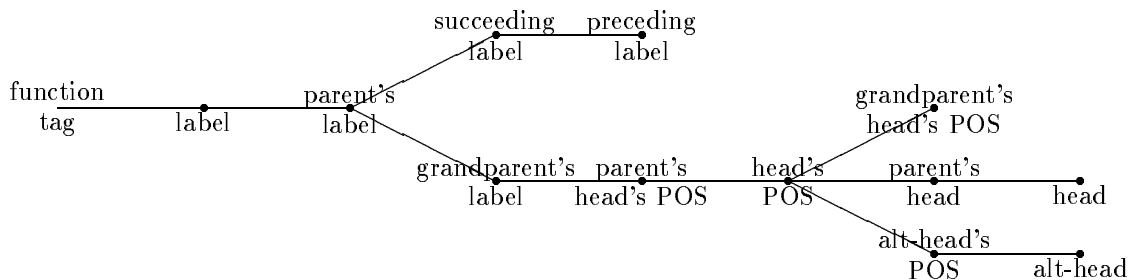 succeeding
label
preceding
label
function
tag
label
parent's
label
grandparent's
head's POS
grandparent's
label
parent's
head's POS
head's
POS
parent's
head
head
alt-head's
POS
alt-head